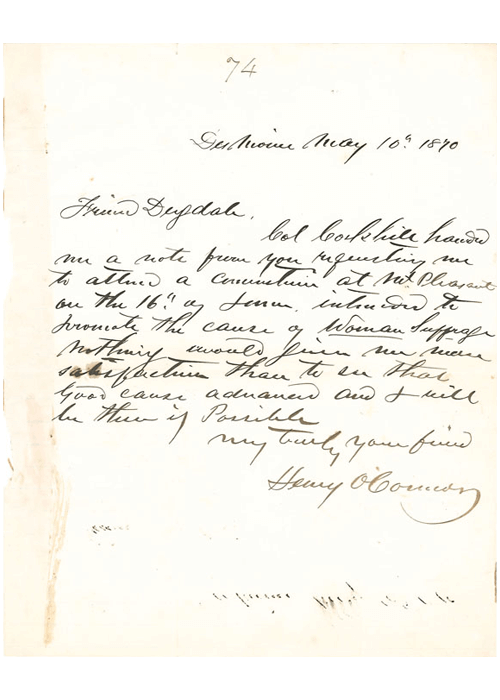 74
Des Moines May 10th 1870
Friend Dugdale,
Col Corkhill handed
me a note from you requesting me
to attend a convention at Mt Pleasant
on the 16th of June. intended to
promote the cause of Woman Suffrage
Nothing would give me more
satisfaction than to see that
Good cause advanced and I will
be there if Possible
my truly your friend
Henry O'Connor